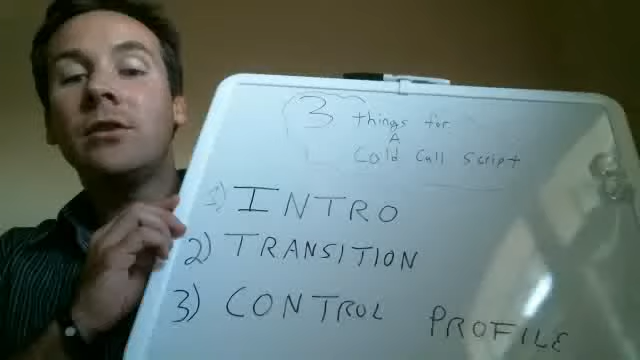 3 things for
A
Cold Call Script
1) INTRO
2) TRANSITION
3) CONTROL PROFILE